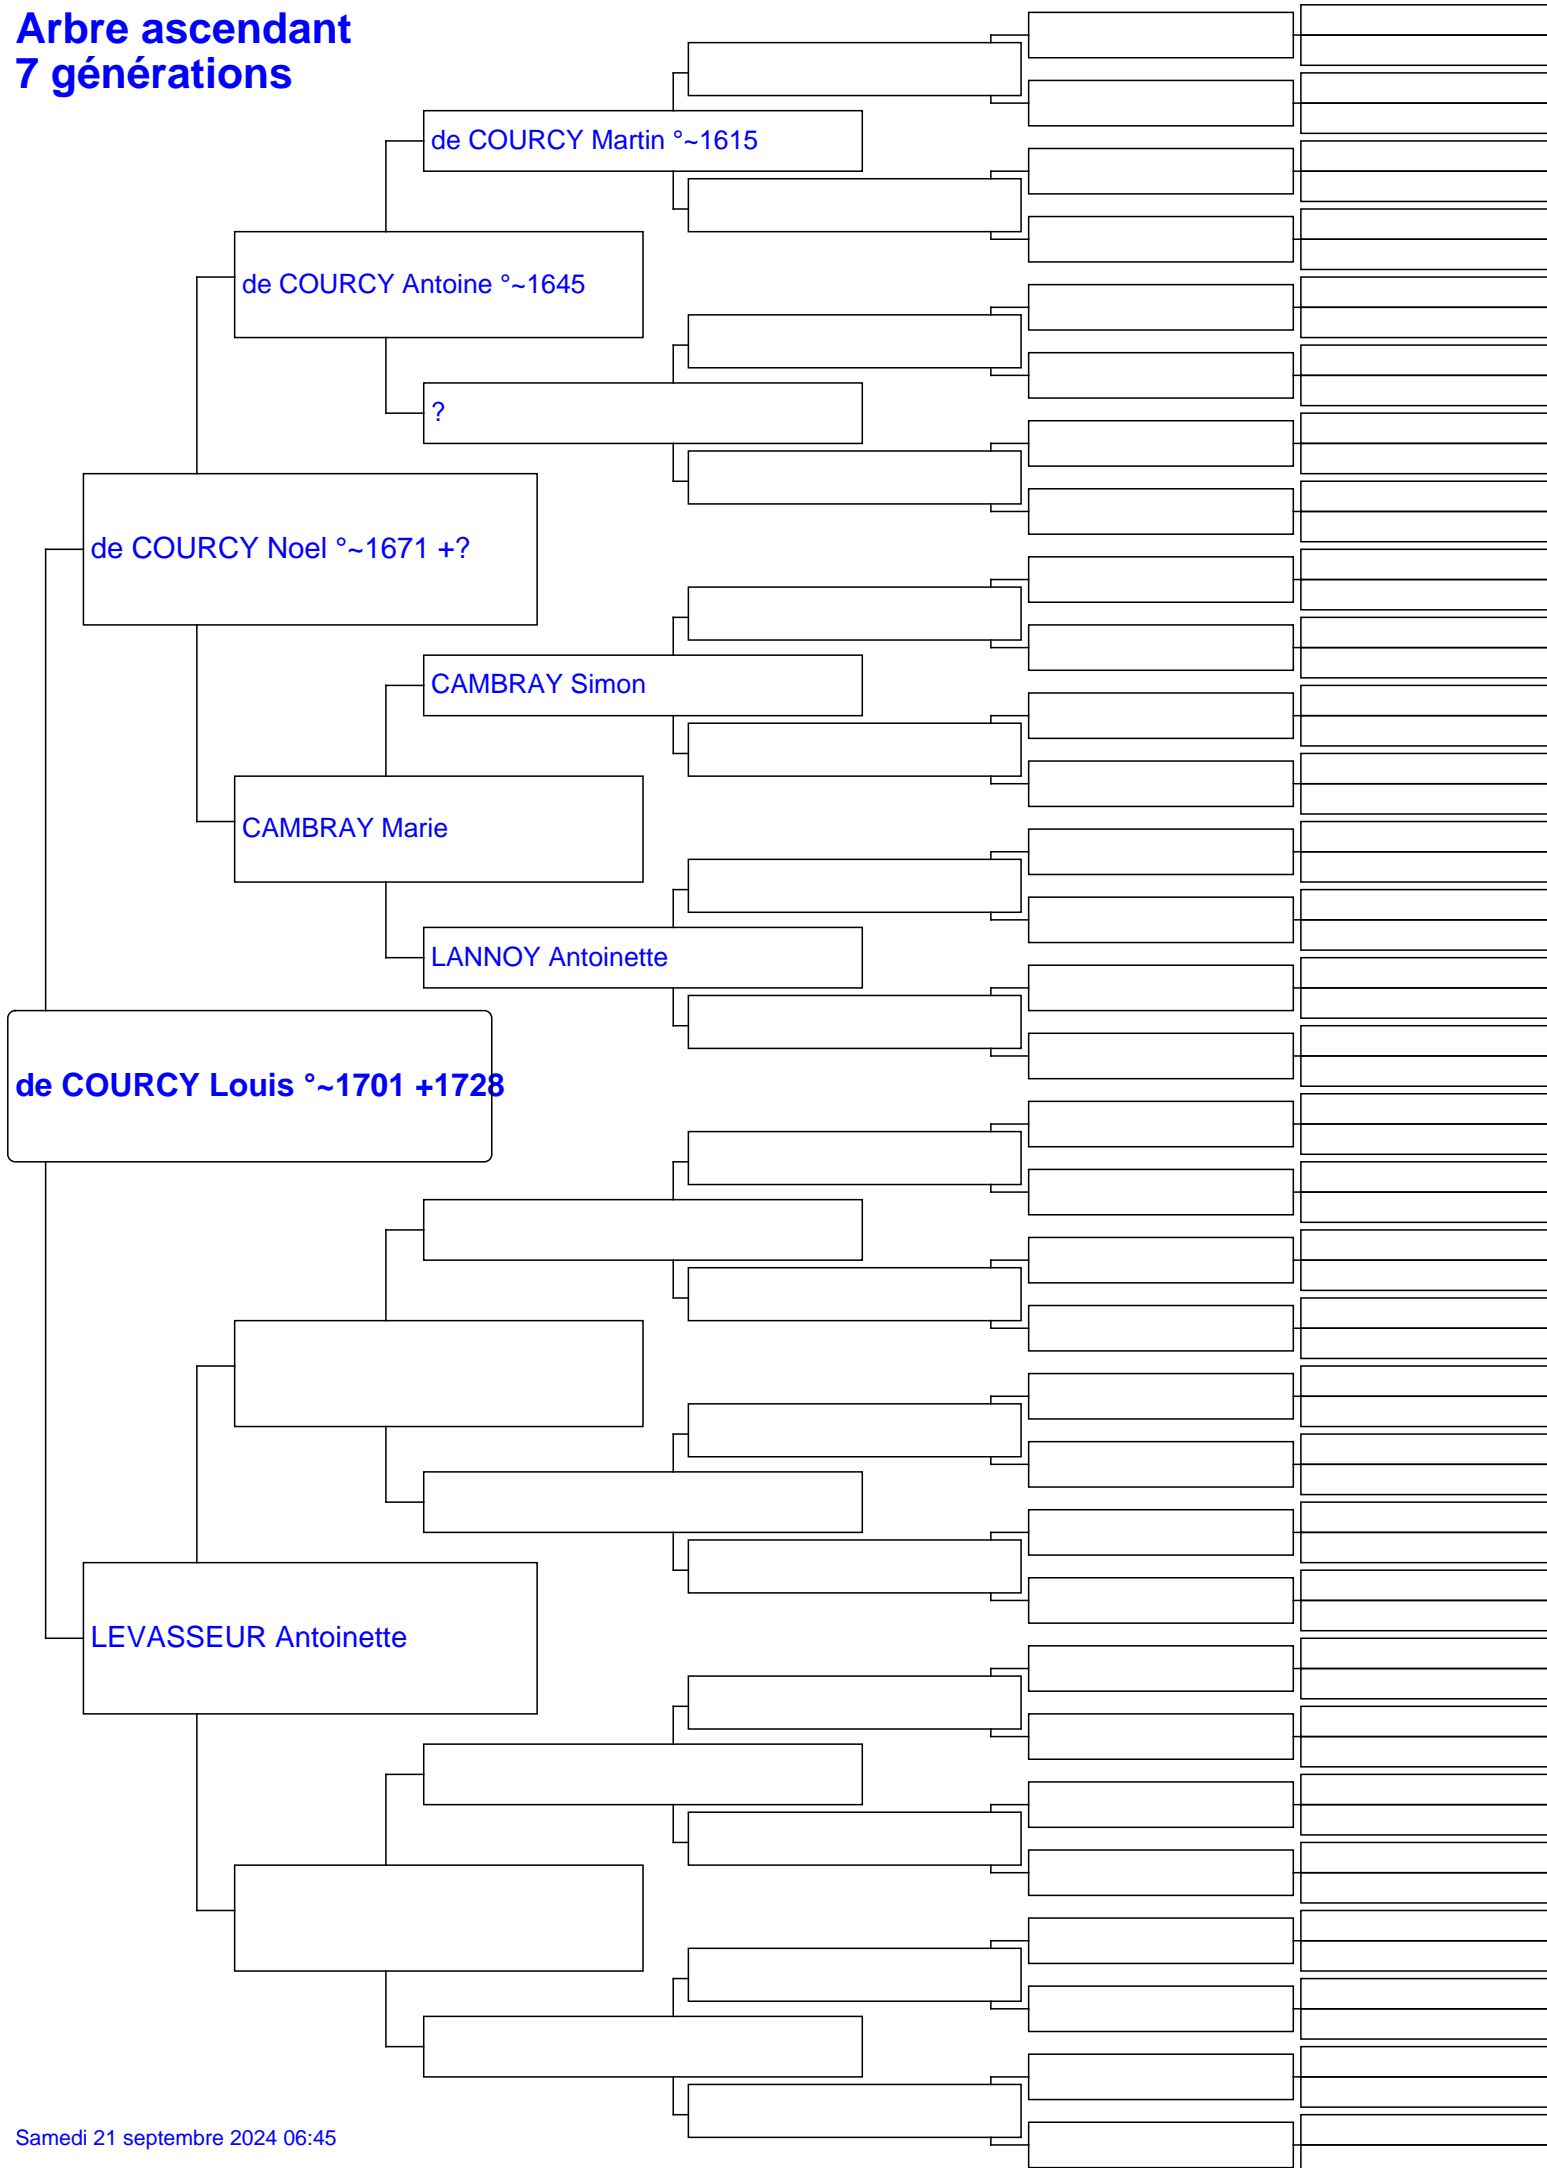 Arbre ascendant
7 générations
de COURCY Martin °~1615
de COURCY Antoine °~1645
?
de COURCY Noel °~1671 +?
CAMBRAY Simon
CAMBRAY Marie
LANNOY Antoinette
de COURCY Louis °~1701 +1728
LEVASSEUR Antoinette
Samedi 21 septembre 2024 06:45